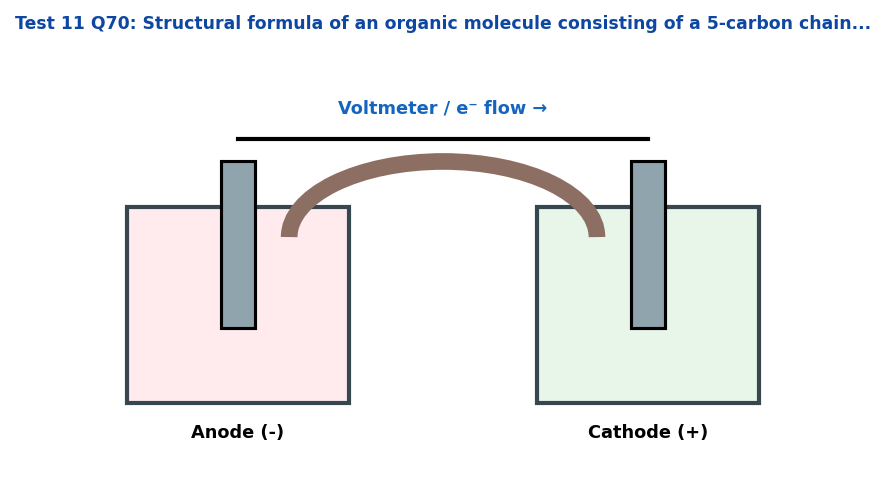 Test 11 Q70: Structural formula of an organic molecule consisting of a 5-carbon chain...
Voltmeter / e⁻ flow →
Anode (-)
Cathode (+)